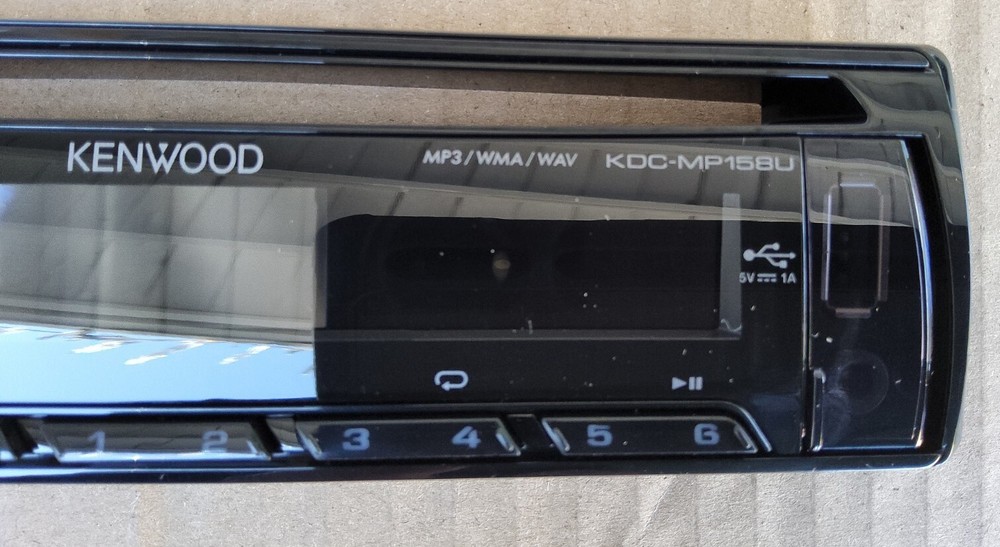 KENWOOD
MP3/WMA/WAV
KDC-MP158U
5V 1A
1 2 3 4 5 6